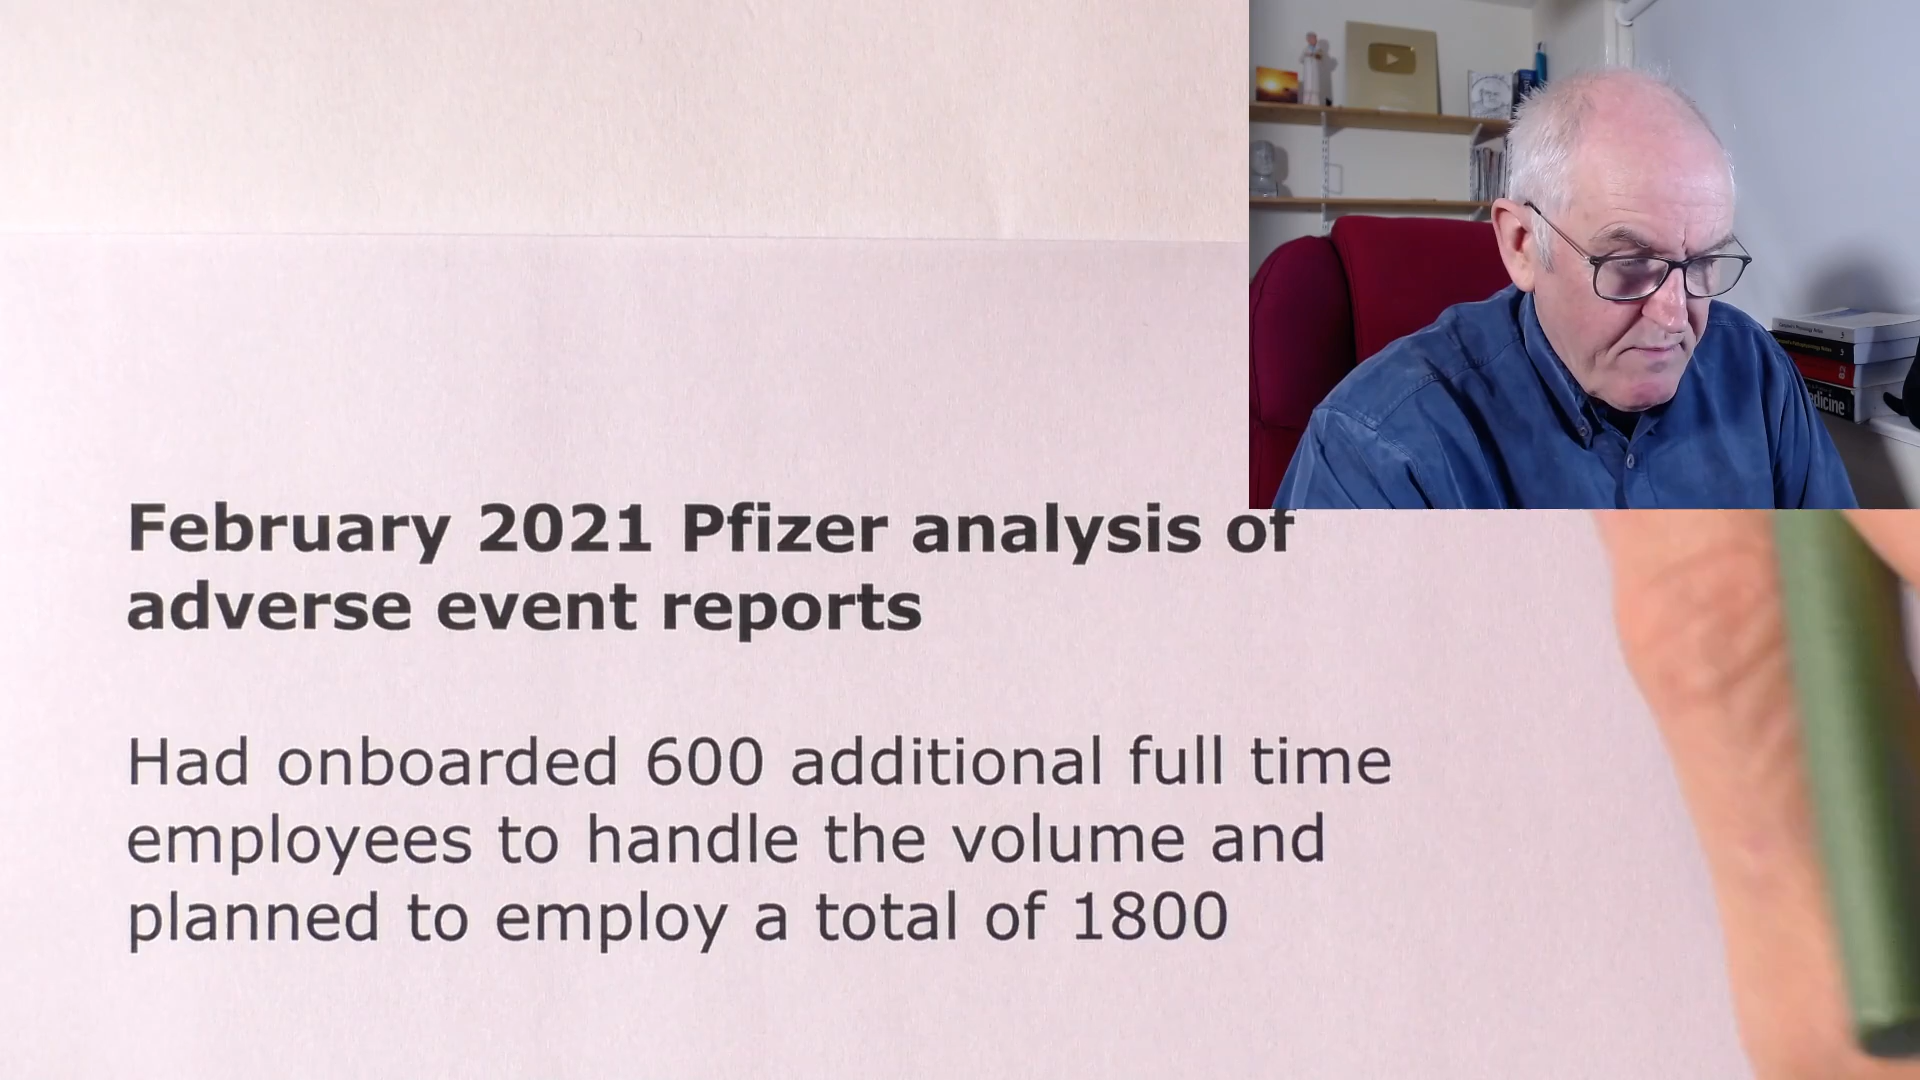 February 2021 Pfizer analysis of
adverse event reports
Had onboarded 600 additional full time
employees to handle the volume and
planned to employ a total of 1800